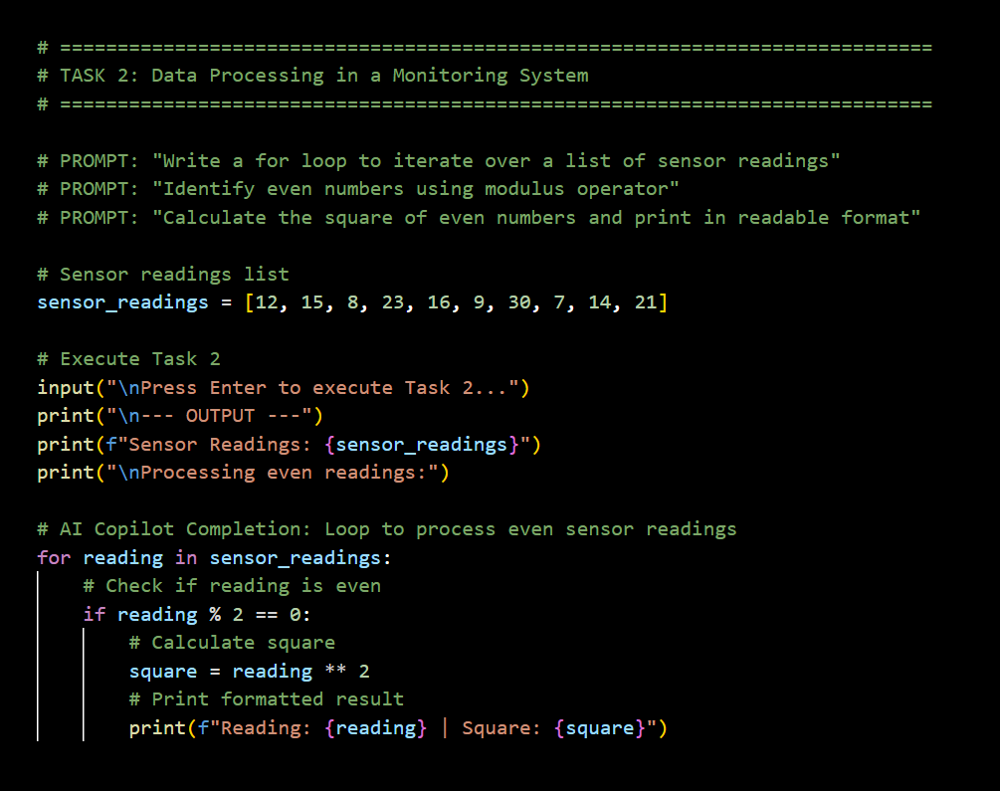 # ============================================================================
# TASK 2: Data Processing in a Monitoring System
# ============================================================================
# PROMPT: "Write a for loop to iterate over a list of sensor readings"
# PROMPT: "Identify even numbers using modulus operator"
# PROMPT: "Calculate the square of even numbers and print in readable format"
# Sensor readings list
sensor_readings = [12, 15, 8, 23, 16, 9, 30, 7, 14, 21]
# Execute Task 2
input("\nPress Enter to execute Task 2...")
print("\n--- OUTPUT ---")
print(f"Sensor Readings: {sensor_readings}")
print("\nProcessing even readings:")
# AI Copilot Completion: Loop to process even sensor readings
for reading in sensor_readings:
    # Check if reading is even
    if reading % 2 == 0:
        # Calculate square
        square = reading ** 2
        # Print formatted result
        print(f"Reading: {reading} | Square: {square}")